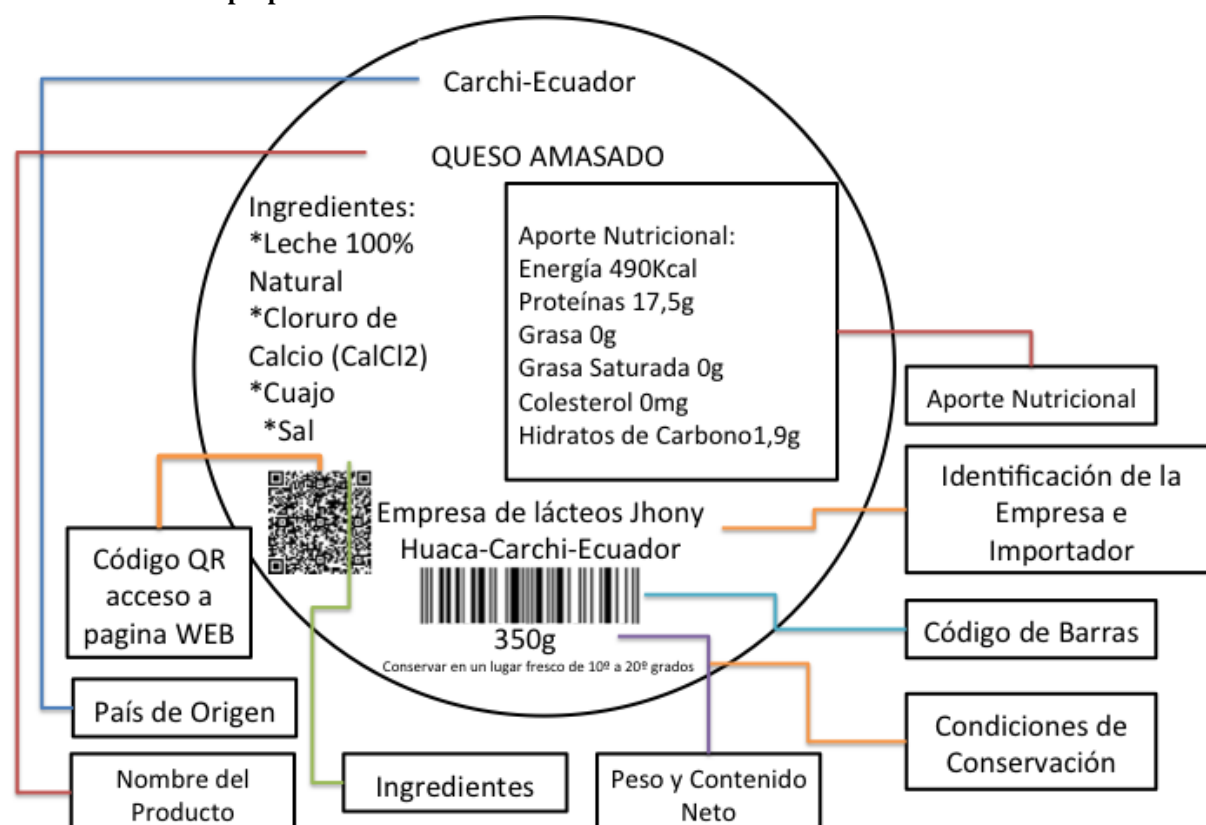 Carchi-Ecuador
QUESO AMASADO
Ingredientes:
*Leche 100%
Natural
*Cloruro de
Calcio (CalCl2)
*Cuajo
*Sal
Aporte Nutricional:
Energía 490Kcal
Proteínas 17,5g
Grasa 0g
Grasa Saturada 0g
Colesterol 0mg
Hidratos de Carbono1,9g
Empresa de lácteos Jhony
Huaca-Carchi-Ecuador
350g
Conservar en un lugar fresco de 10º a 20º grados
Aporte Nutricional
Identificación de la
Empresa e
Importador
Código de Barras
Condiciones de
Conservación
Código QR
acceso a
pagina WEB
País de Origen
Nombre del
Producto
Ingredientes
Peso y Contenido
Neto